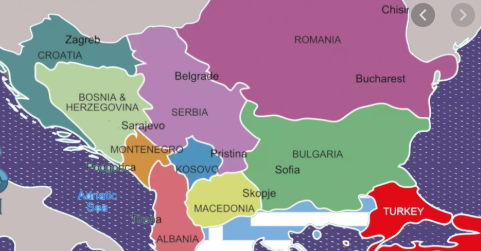 Chisin
Zagreb
ROMANIA
CROATIA
Belgrade
Bucharest
BOSNIA &
HERZEGOVINA
SERBIA
Sarajevo
MONTENEGRO
Pristina
BULGARIA
KOSOVO
Sofia
Adriatic
Sea
Skopje
MACEDONIA
TURKEY
ALBANIA